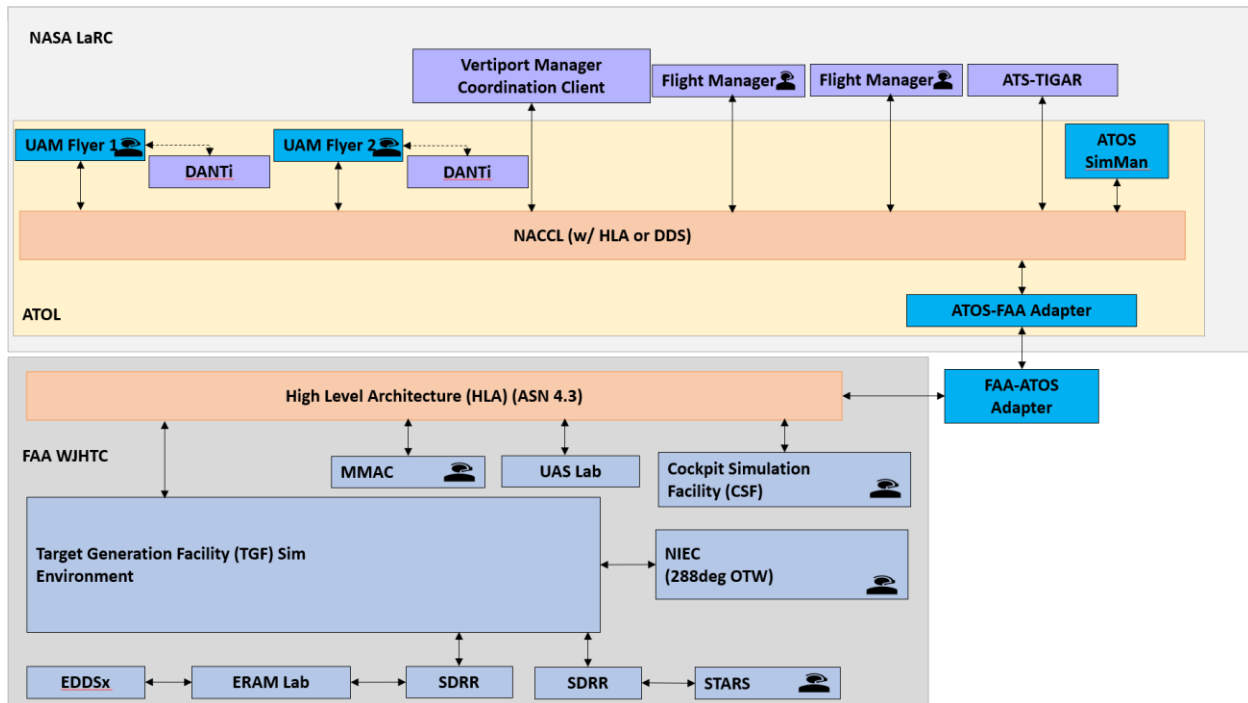 NASA LaRC
Vertiport Manager
Coordination Client
Flight Manager
Flight Manager
ATS-TIGAR
UAM Flyer 1
DANTi
UAM Flyer 2
DANTi
ATOS
SimMan
NACCL (w/ HLA or DDS)
ATOL
ATOS-FAA Adapter
High Level Architecture (HLA) (ASN 4.3)
FAA-ATOS
Adapter
FAA WJHTC
MMAC
UAS Lab
Cockpit Simulation
Facility (CSF)
Target Generation Facility (TGF) Sim
Environment
NIEC
(288deg OTW)
EDDSx
ERAM Lab
SDRR
SDRR
STARS